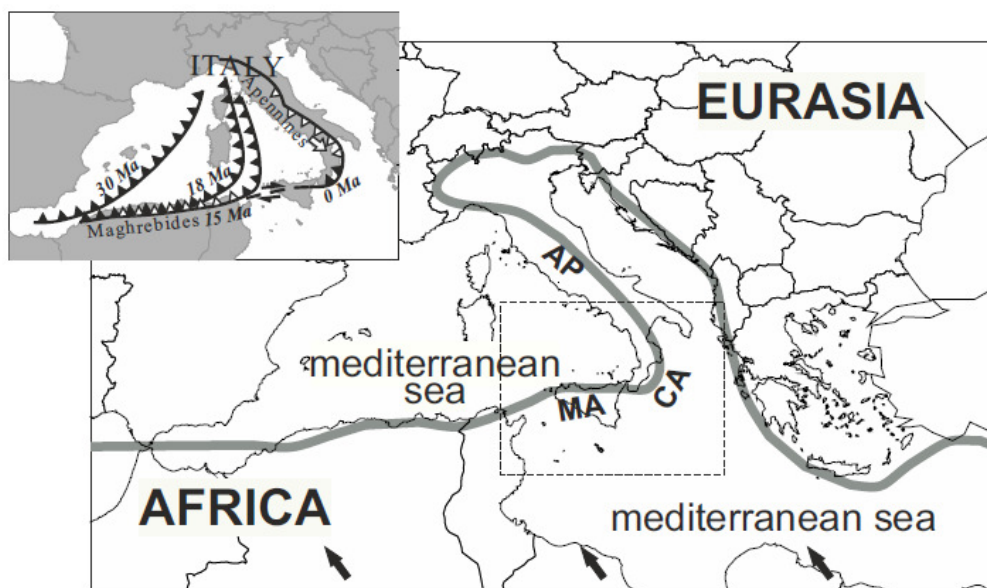 ITALY
Apennines
30 Ma
18 Ma
0 Ma
Maghrebides 15 Ma
EURASIA
AP
mediterranean
sea
CA
MA
AFRICA
mediterranean sea